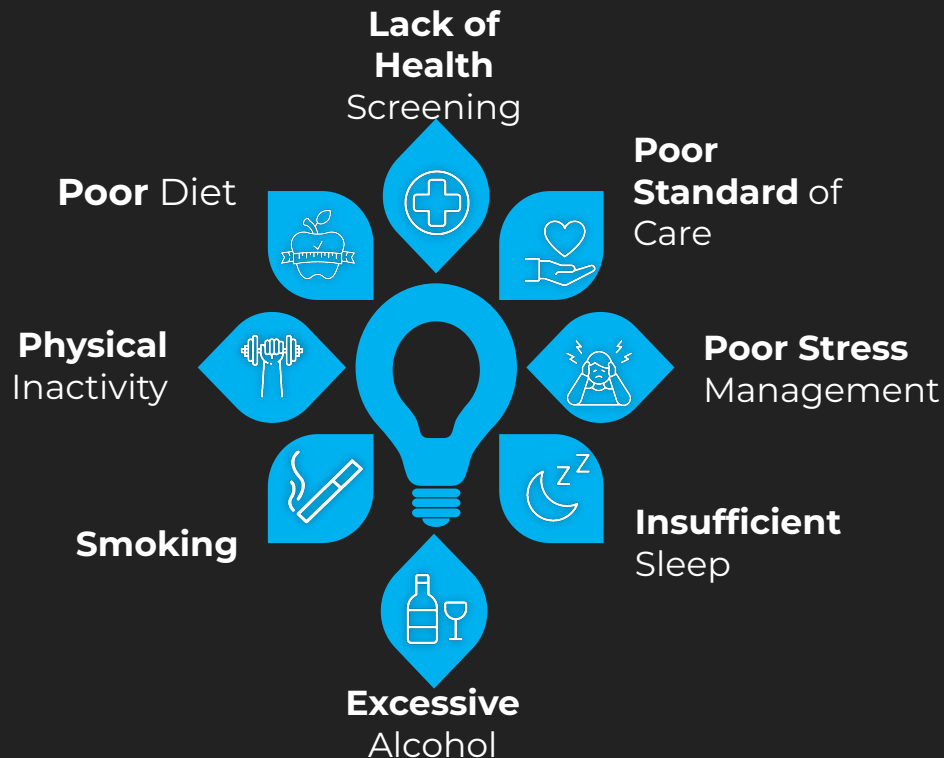 Lack of
Health
Screening
Poor
Standard of
Care
Poor Diet
Physical
Inactivity
Poor Stress
Management
Smoking
Insufficient
Sleep
Excessive
Alcohol
z z